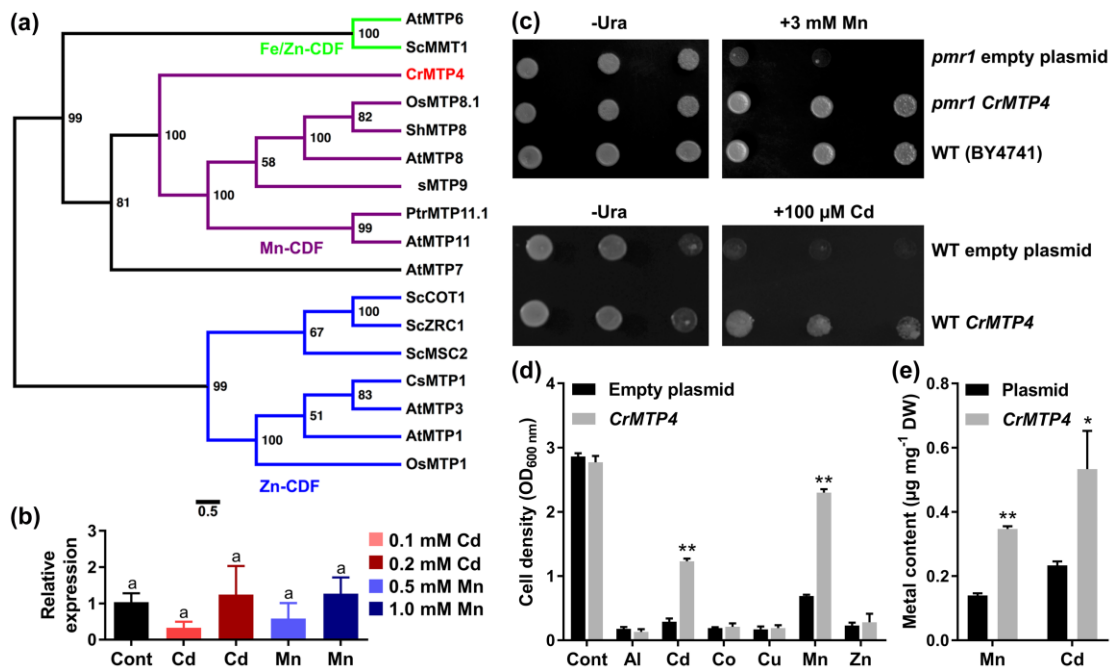 (a)
AtMTP6
100
Fe/Zn-CDF
ScMMT1
CrMTP4
99
OsMTP8.1
82
100
ShMTP8
100
58
AtMTP8
sMTP9
100
81
PtrMTP11.1
99
Mn-CDF
AtMTP11
AtMTP7
ScCOT1
100
ScZRC1
67
ScMSC2
99
CsMTP1
83
AtMTP3
51
AtMTP1
100
OsMTP1
Zn-CDF
0.5
(b)
Relative
expression
3
2
1
0
a
a
a
a
a
Cont
Cd
Cd
Mn
Mn
0.1 mM Cd
0.2 mM Cd
0.5 mM Mn
1.0 mM Mn
(c)
-Ura
+3 mM Mn
pmr1 empty plasmid
pmr1 CrMTP4
WT (BY4741)
-Ura
+100 µM Cd
WT empty plasmid
WT CrMTP4
(d)
Empty plasmid
CrMTP4
Cell density (OD600 nm)
4
3
2
1
0
**
**
Cont
Al
Cd
Co
Cu
Mn
Zn
(e)
Plasmid
CrMTP4
Metal content (µg mg-1 DW)
0.8
0.6
0.4
0.2
0.0
**
*
Mn
Cd